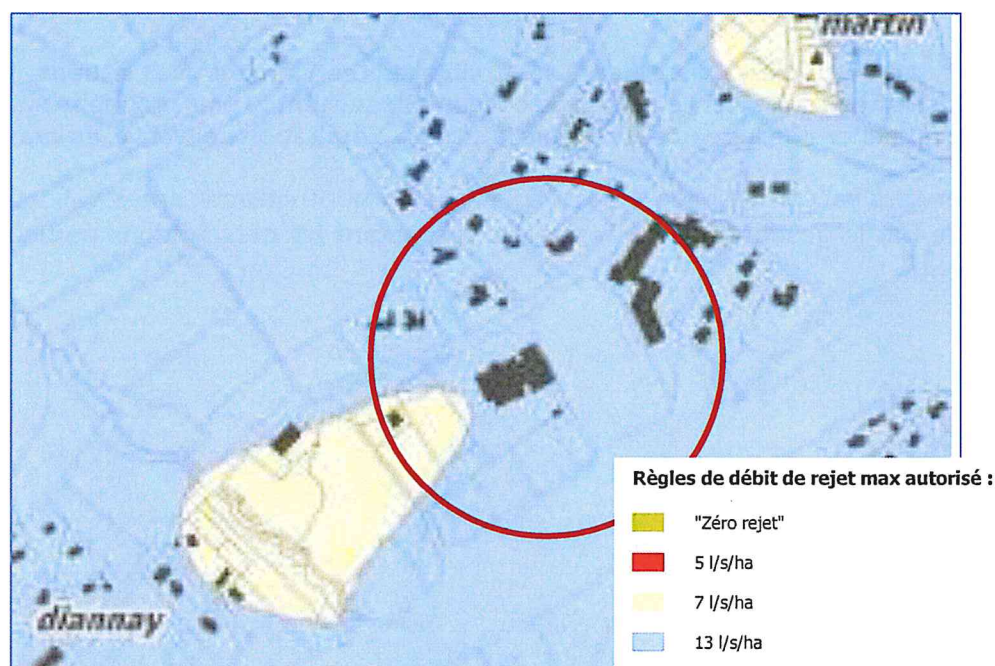 martin
Règles de débit de rejet max autorisé :
"Zéro rejet"
5 l/s/ha
7 l/s/ha
13 l/s/ha
diannay